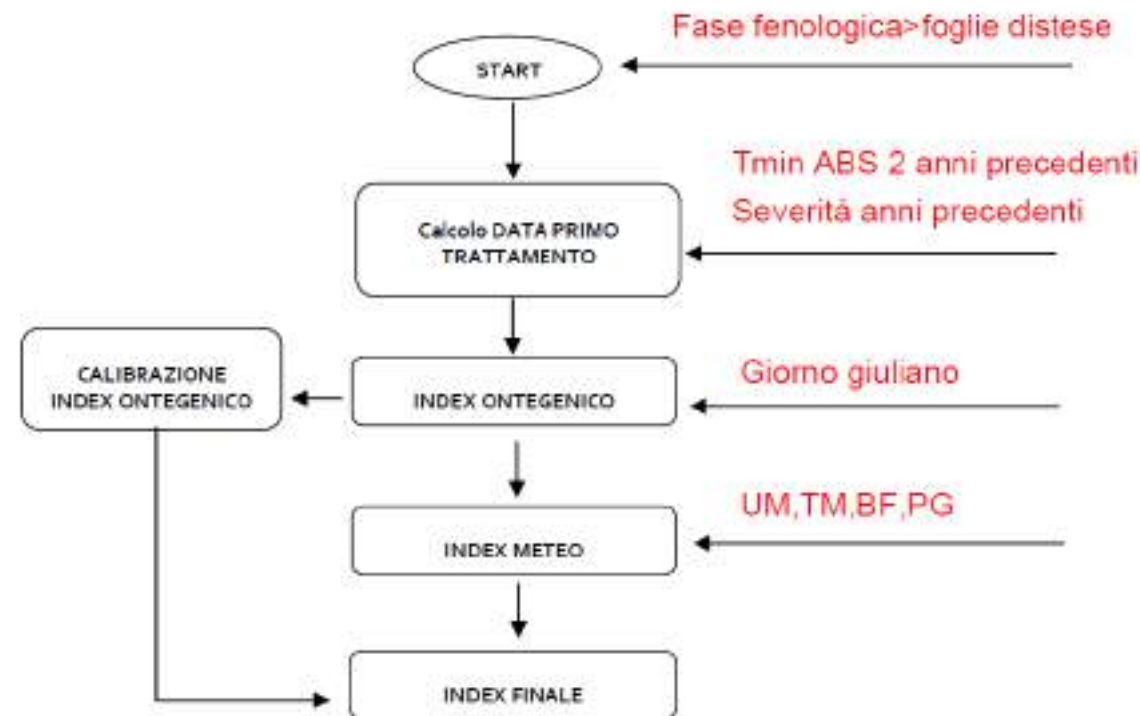 Fase fenologica>foglie distese
START
Tmin ABS 2 anni precedenti
Severità anni precedenti
Calcolo DATA PRIMO
TRATTAMENTO
CALIBRAZIONE
INDEX ONTEGENICO
INDEX ONTEGENICO
Giorno giuliano
UM,TM,BF,PG
INDEX METEO
INDEX FINALE